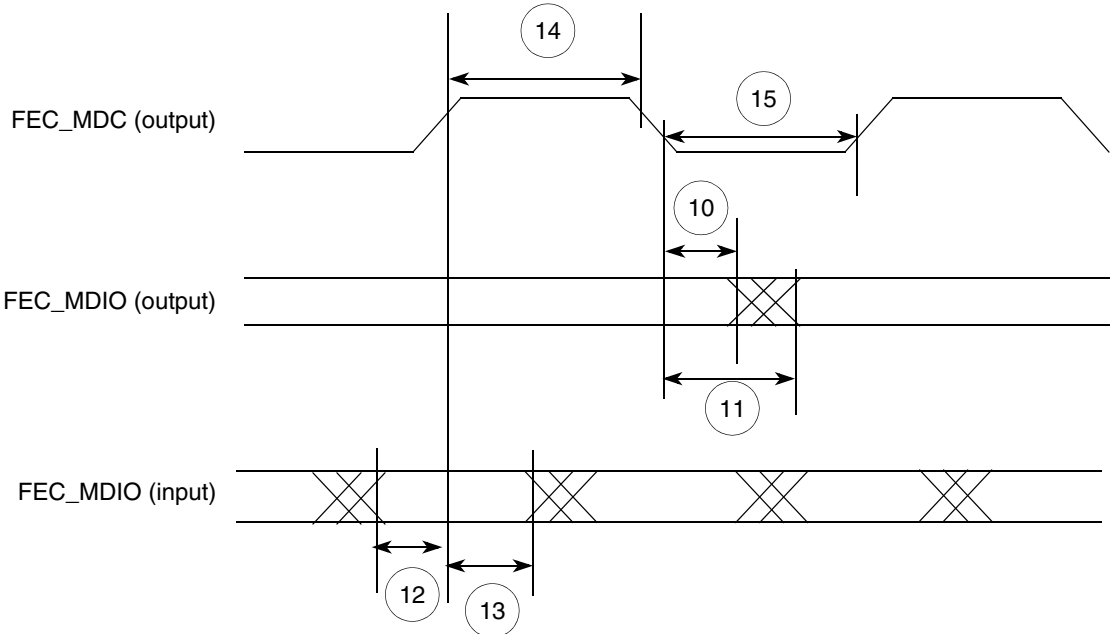 14
FEC_MDC (output)
15
10
FEC_MDIO (output)
11
FEC_MDIO (input)
12
13